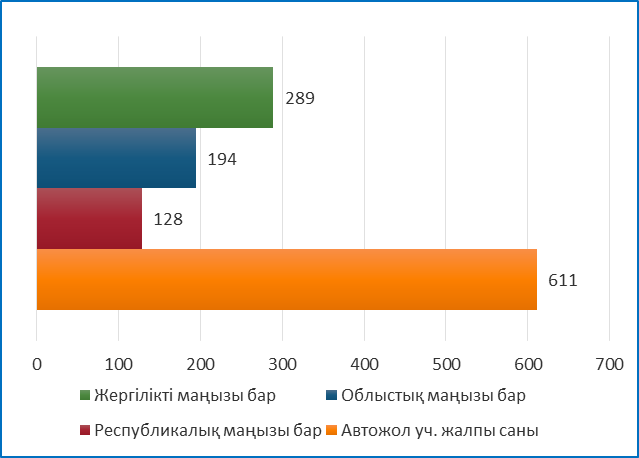 289
194
128
611
0 100 200 300 400 500 600 700
Жергілікті маңызы бар Облыстық маңызы бар
Республикалық маңызы бар Автожол уч. жалпы саны